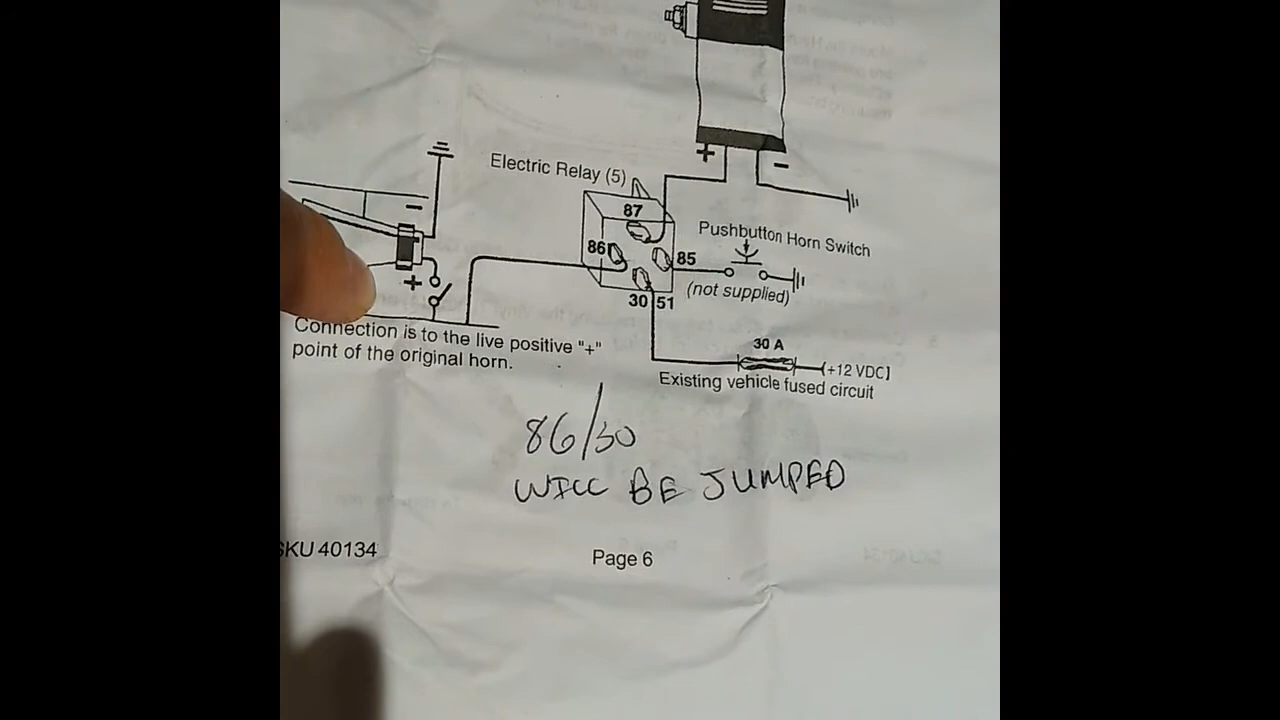 + -
Electric Relay (5)
-
87
Pushbutton Horn Switch
86
85
+
(not supplied)
30 51
Connection is to the live positive "+"
point of the original horn.
30 A
(+12 VDC]
Existing vehicle fused circuit
86/30
WILL BE JUMPED
SKU 40134
Page 6